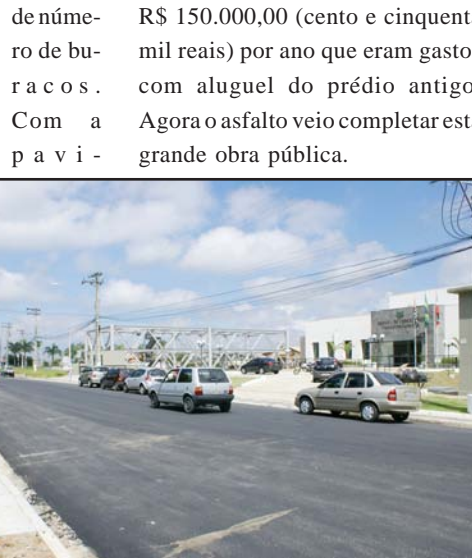 de núme-
ro de bu-
racos.
Com a
pavi-
R$ 150.000,00 (cento e cinquent
mil reais) por ano que eram gasto
com aluguel do prédio antigo
Agora o asfalto veio completar est
grande obra pública.